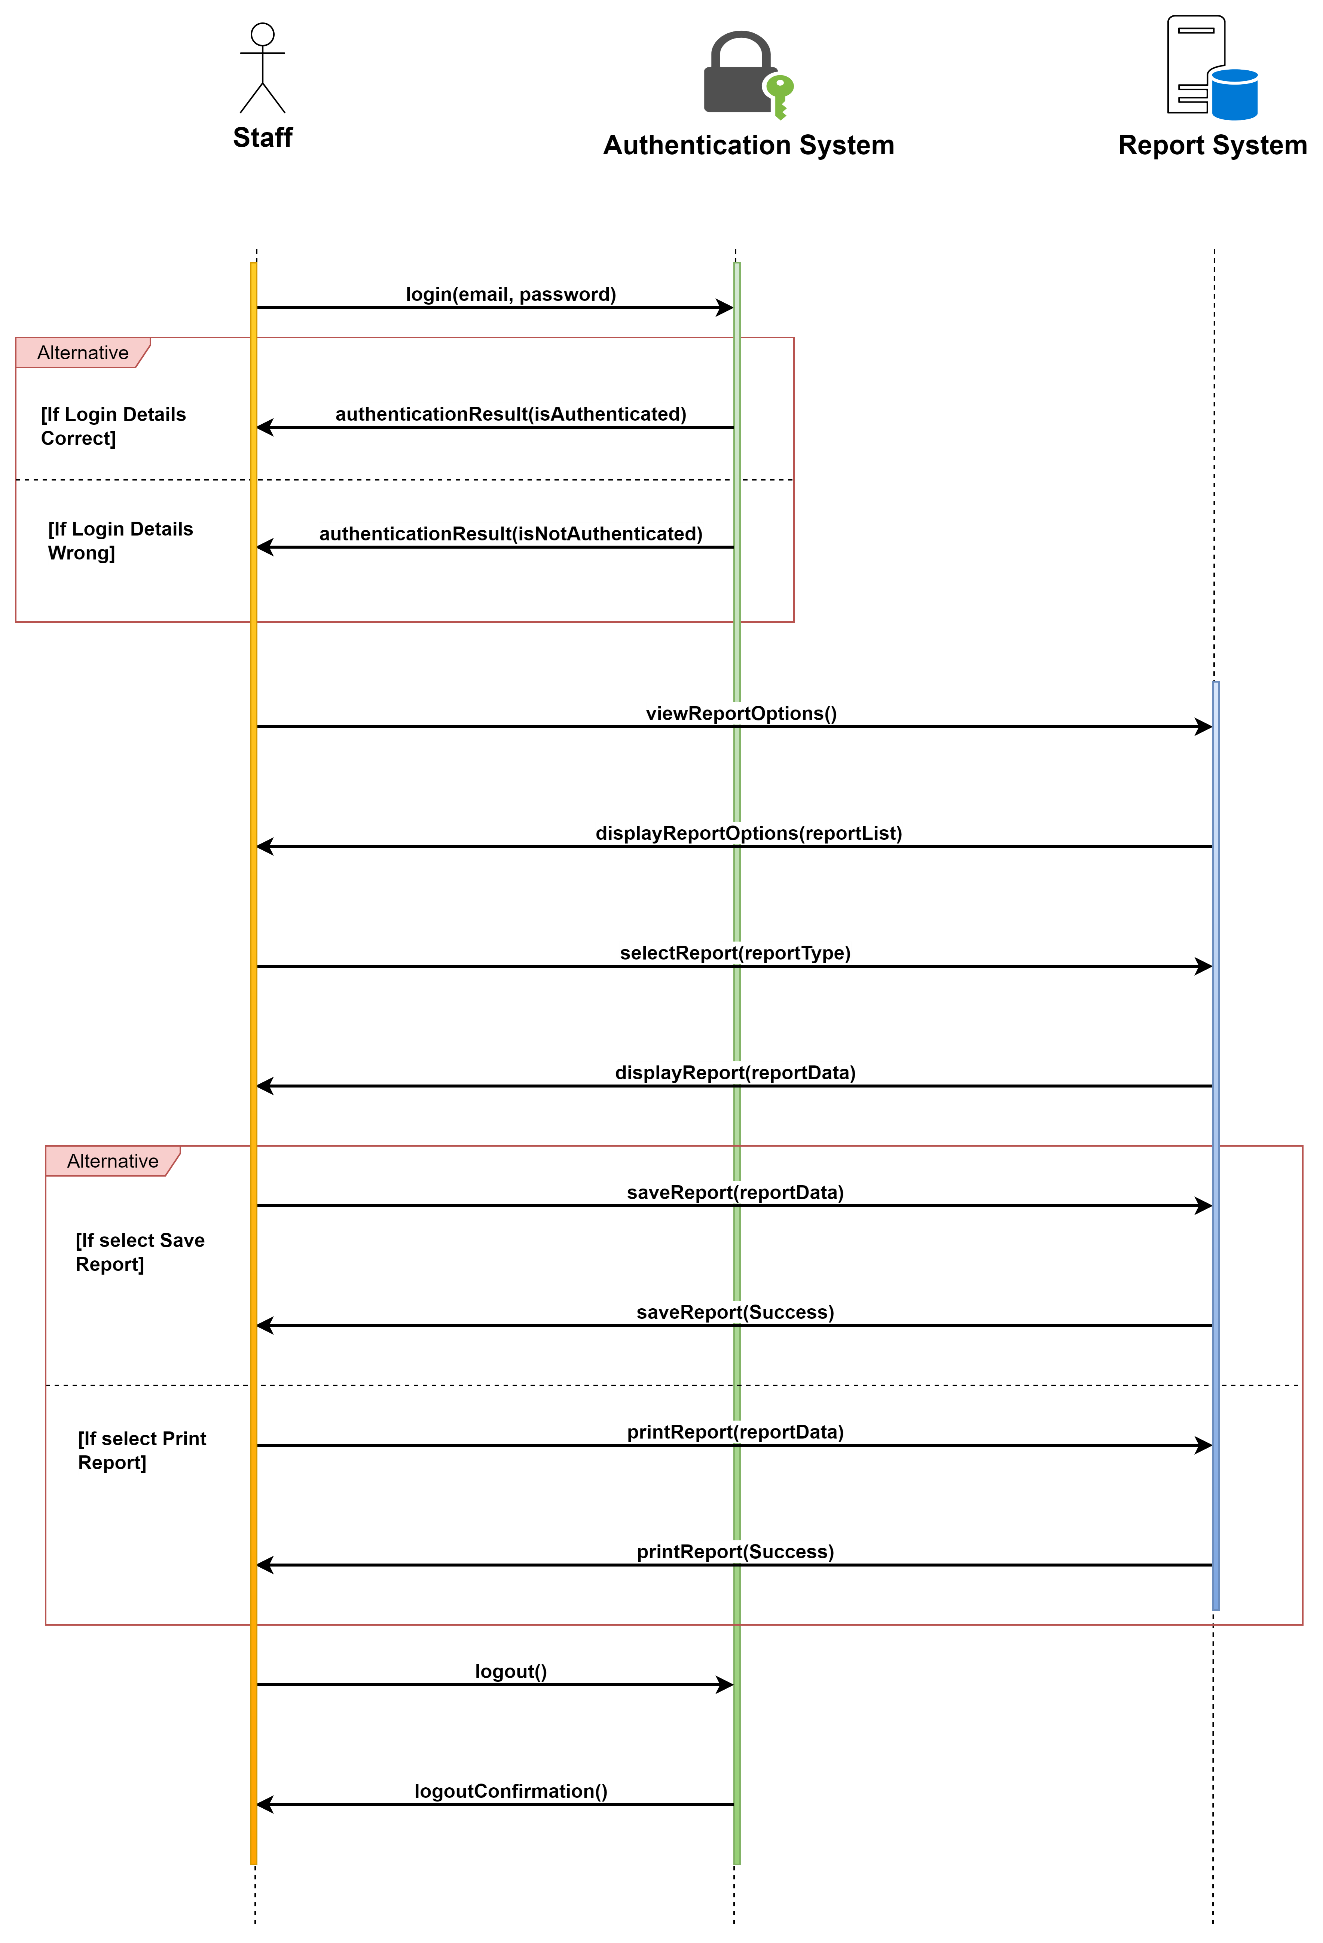 Staff
Authentication System
Report System
login(email, password)
Alternative
[If Login Details
Correct]
authenticationResult(isAuthenticated)
[If Login Details
Wrong]
authenticationResult(isNotAuthenticated)
viewReportOptions()
displayReportOptions(reportList)
selectReport(reportType)
displayReport(reportData)
Alternative
saveReport(reportData)
[If select Save
Report]
saveReport(Success)
[If select Print
Report]
printReport(reportData)
printReport(Success)
logout()
logoutConfirmation()